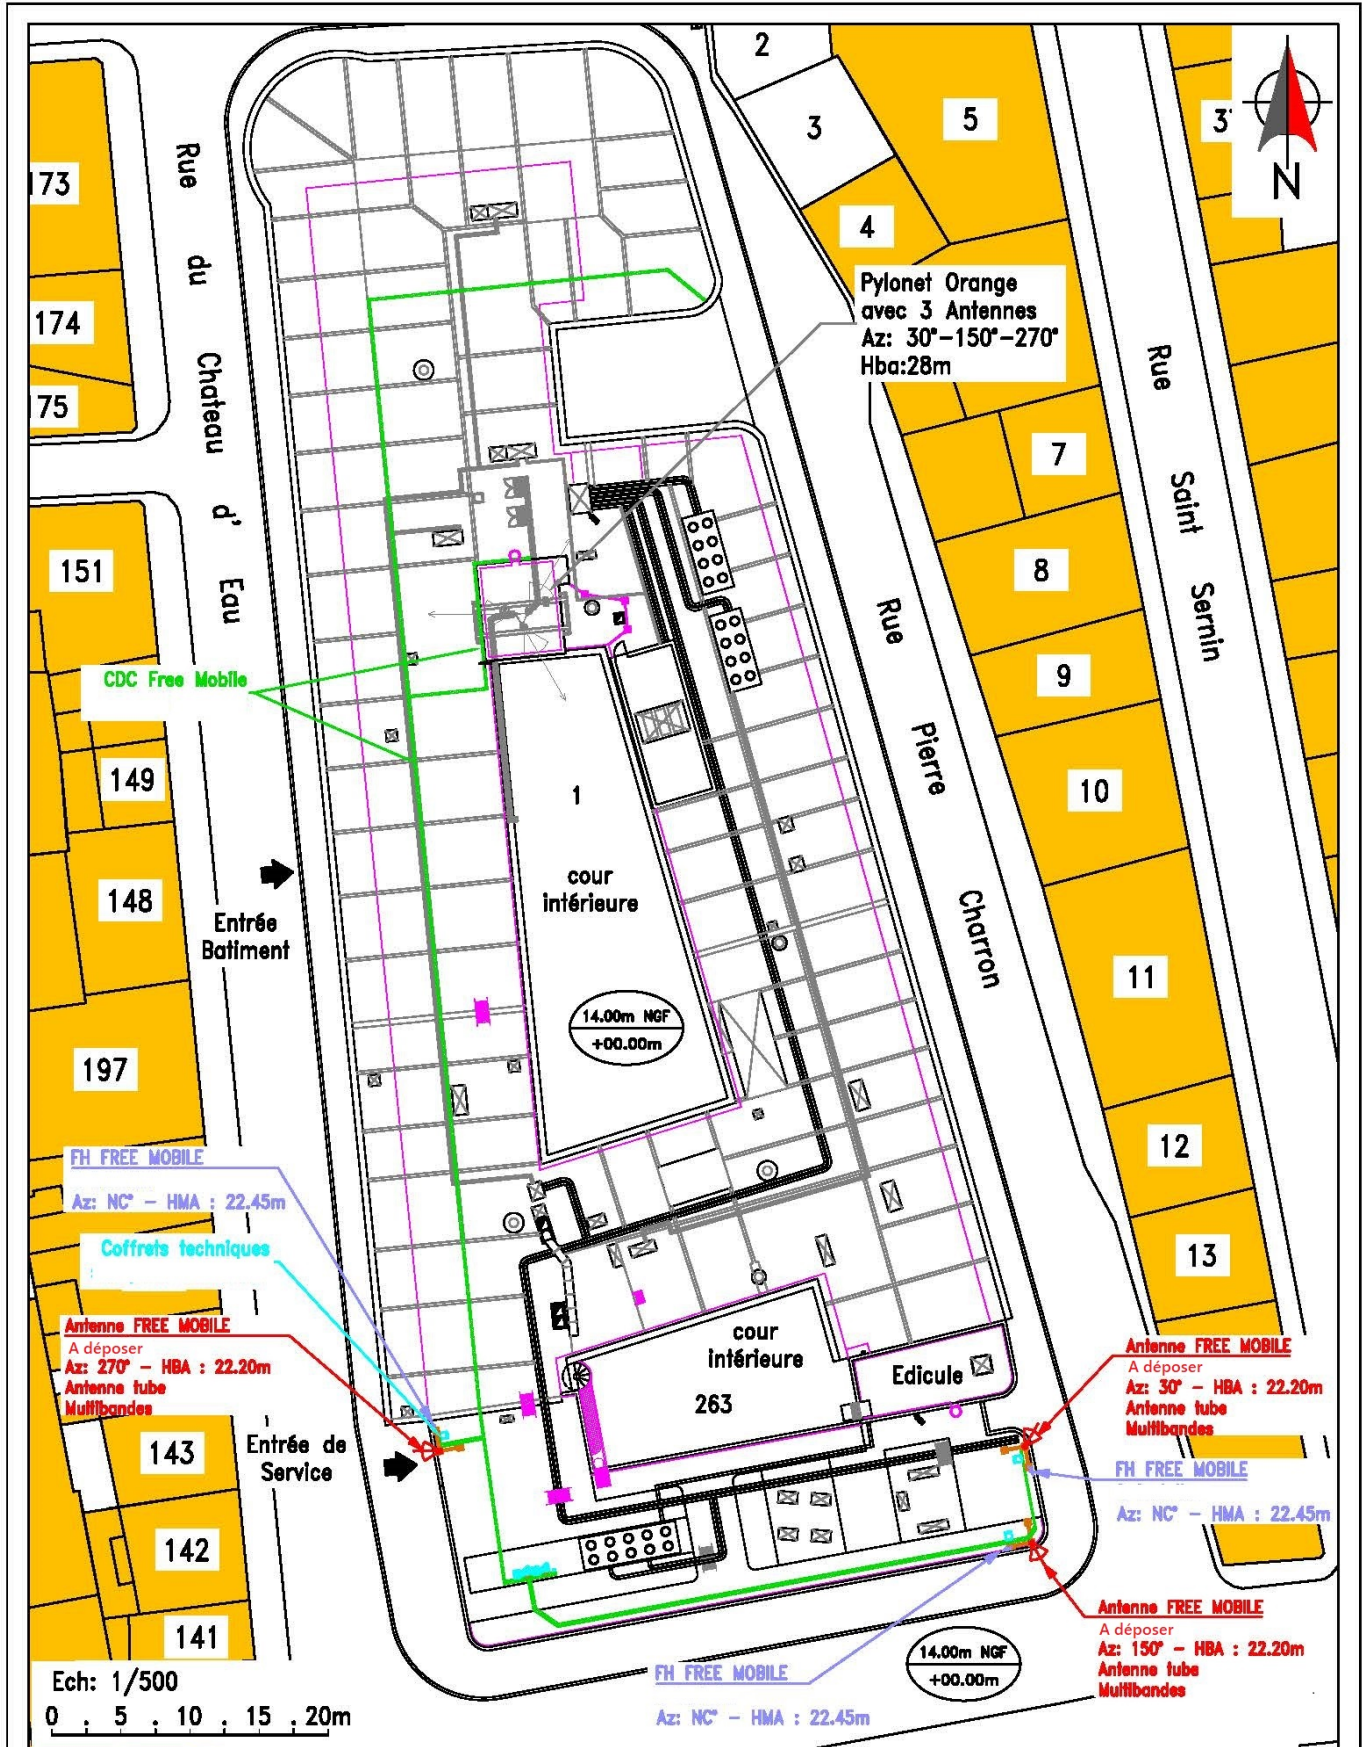 2
3
5
3
N
173
4
Rue du Chateau d' Eau
Pylonet Orange
avec 3 Antennes
Az: 30°-150°-270°
Hba:28m
174
175
Rue Saint Sernin
7
151
8
Rue Pierre Charron
9
CDC Free Mobile
149
1
10
148
cour
intérieure
Entrée
Batiment
11
14.00m NGF
+00.00m
197
12
FH FREE MOBILE
Az: NC° - HMA : 22.45m
13
Coffrets techniques
Antenne FREE MOBILE
A déposer
Az: 270° - HBA : 22.20m
Antenne tube
Multibandes
cour
intérieure
263
Edicule
Antenne FREE MOBILE
A déposer
Az: 30° - HBA : 22.20m
Antenne tube
Multibandes
143
Entrée de
Service
FH FREE MOBILE
Az: NC° - HMA : 22.45m
142
141
Antenne FREE MOBILE
A déposer
Az: 150° - HBA : 22.20m
Antenne tube
Multibandes
14.00m NGF
+00.00m
FH FREE MOBILE
Az: NC° - HMA : 22.45m
Ech: 1/500
0 . 5 . 10 . 15 . 20m